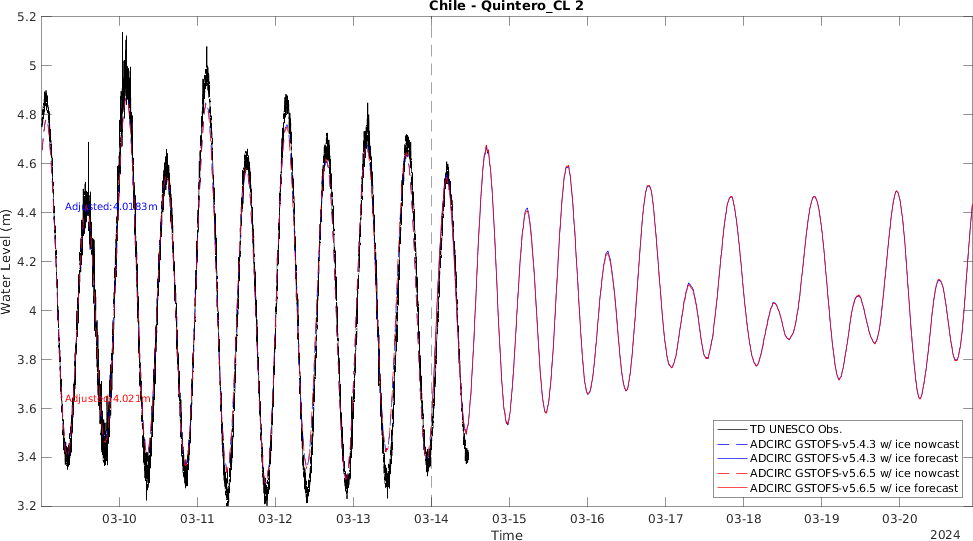 Chile - Quintero_CL 2
5.2
5
4.8
4.6
4.4
4.2
4
3.8
3.6
3.4
3.2
Water Level (m)
Adjusted:4.0183m
Adjusted:4.021m
TD UNESCO Obs.
ADCIRC GSTOFS-v5.4.3 w/ ice nowcast
ADCIRC GSTOFS-v5.4.3 w/ ice forecast
ADCIRC GSTOFS-v5.6.5 w/ ice nowcast
ADCIRC GSTOFS-v5.6.5 w/ ice forecast
03-10 03-11 03-12 03-13 03-14 03-15 03-16 03-17 03-18 03-19 03-20
Time
2024